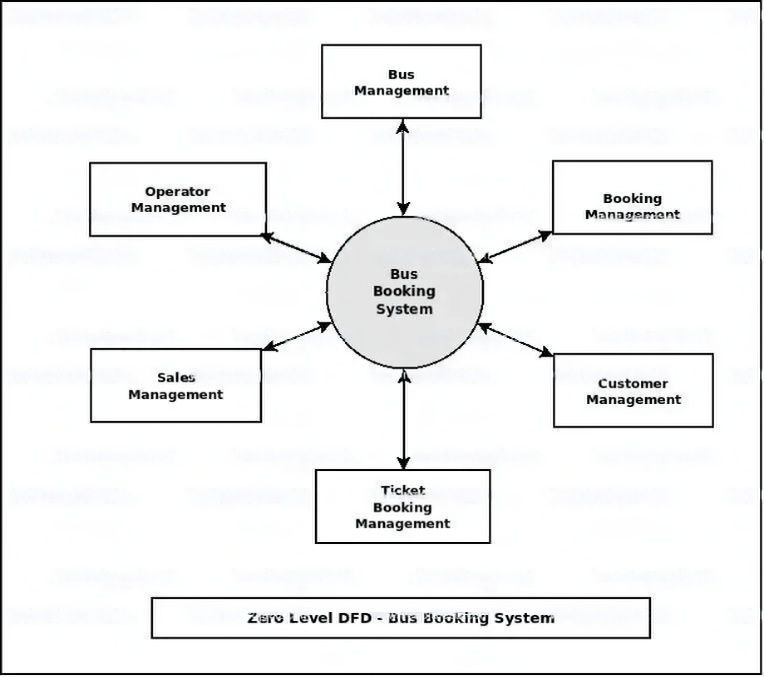 Bus
Management
Operator
Management
Booking
Management
Bus
Booking
System
Sales
Management
Customer
Management
Ticket
Booking
Management
Zero Level DFD - Bus Booking System